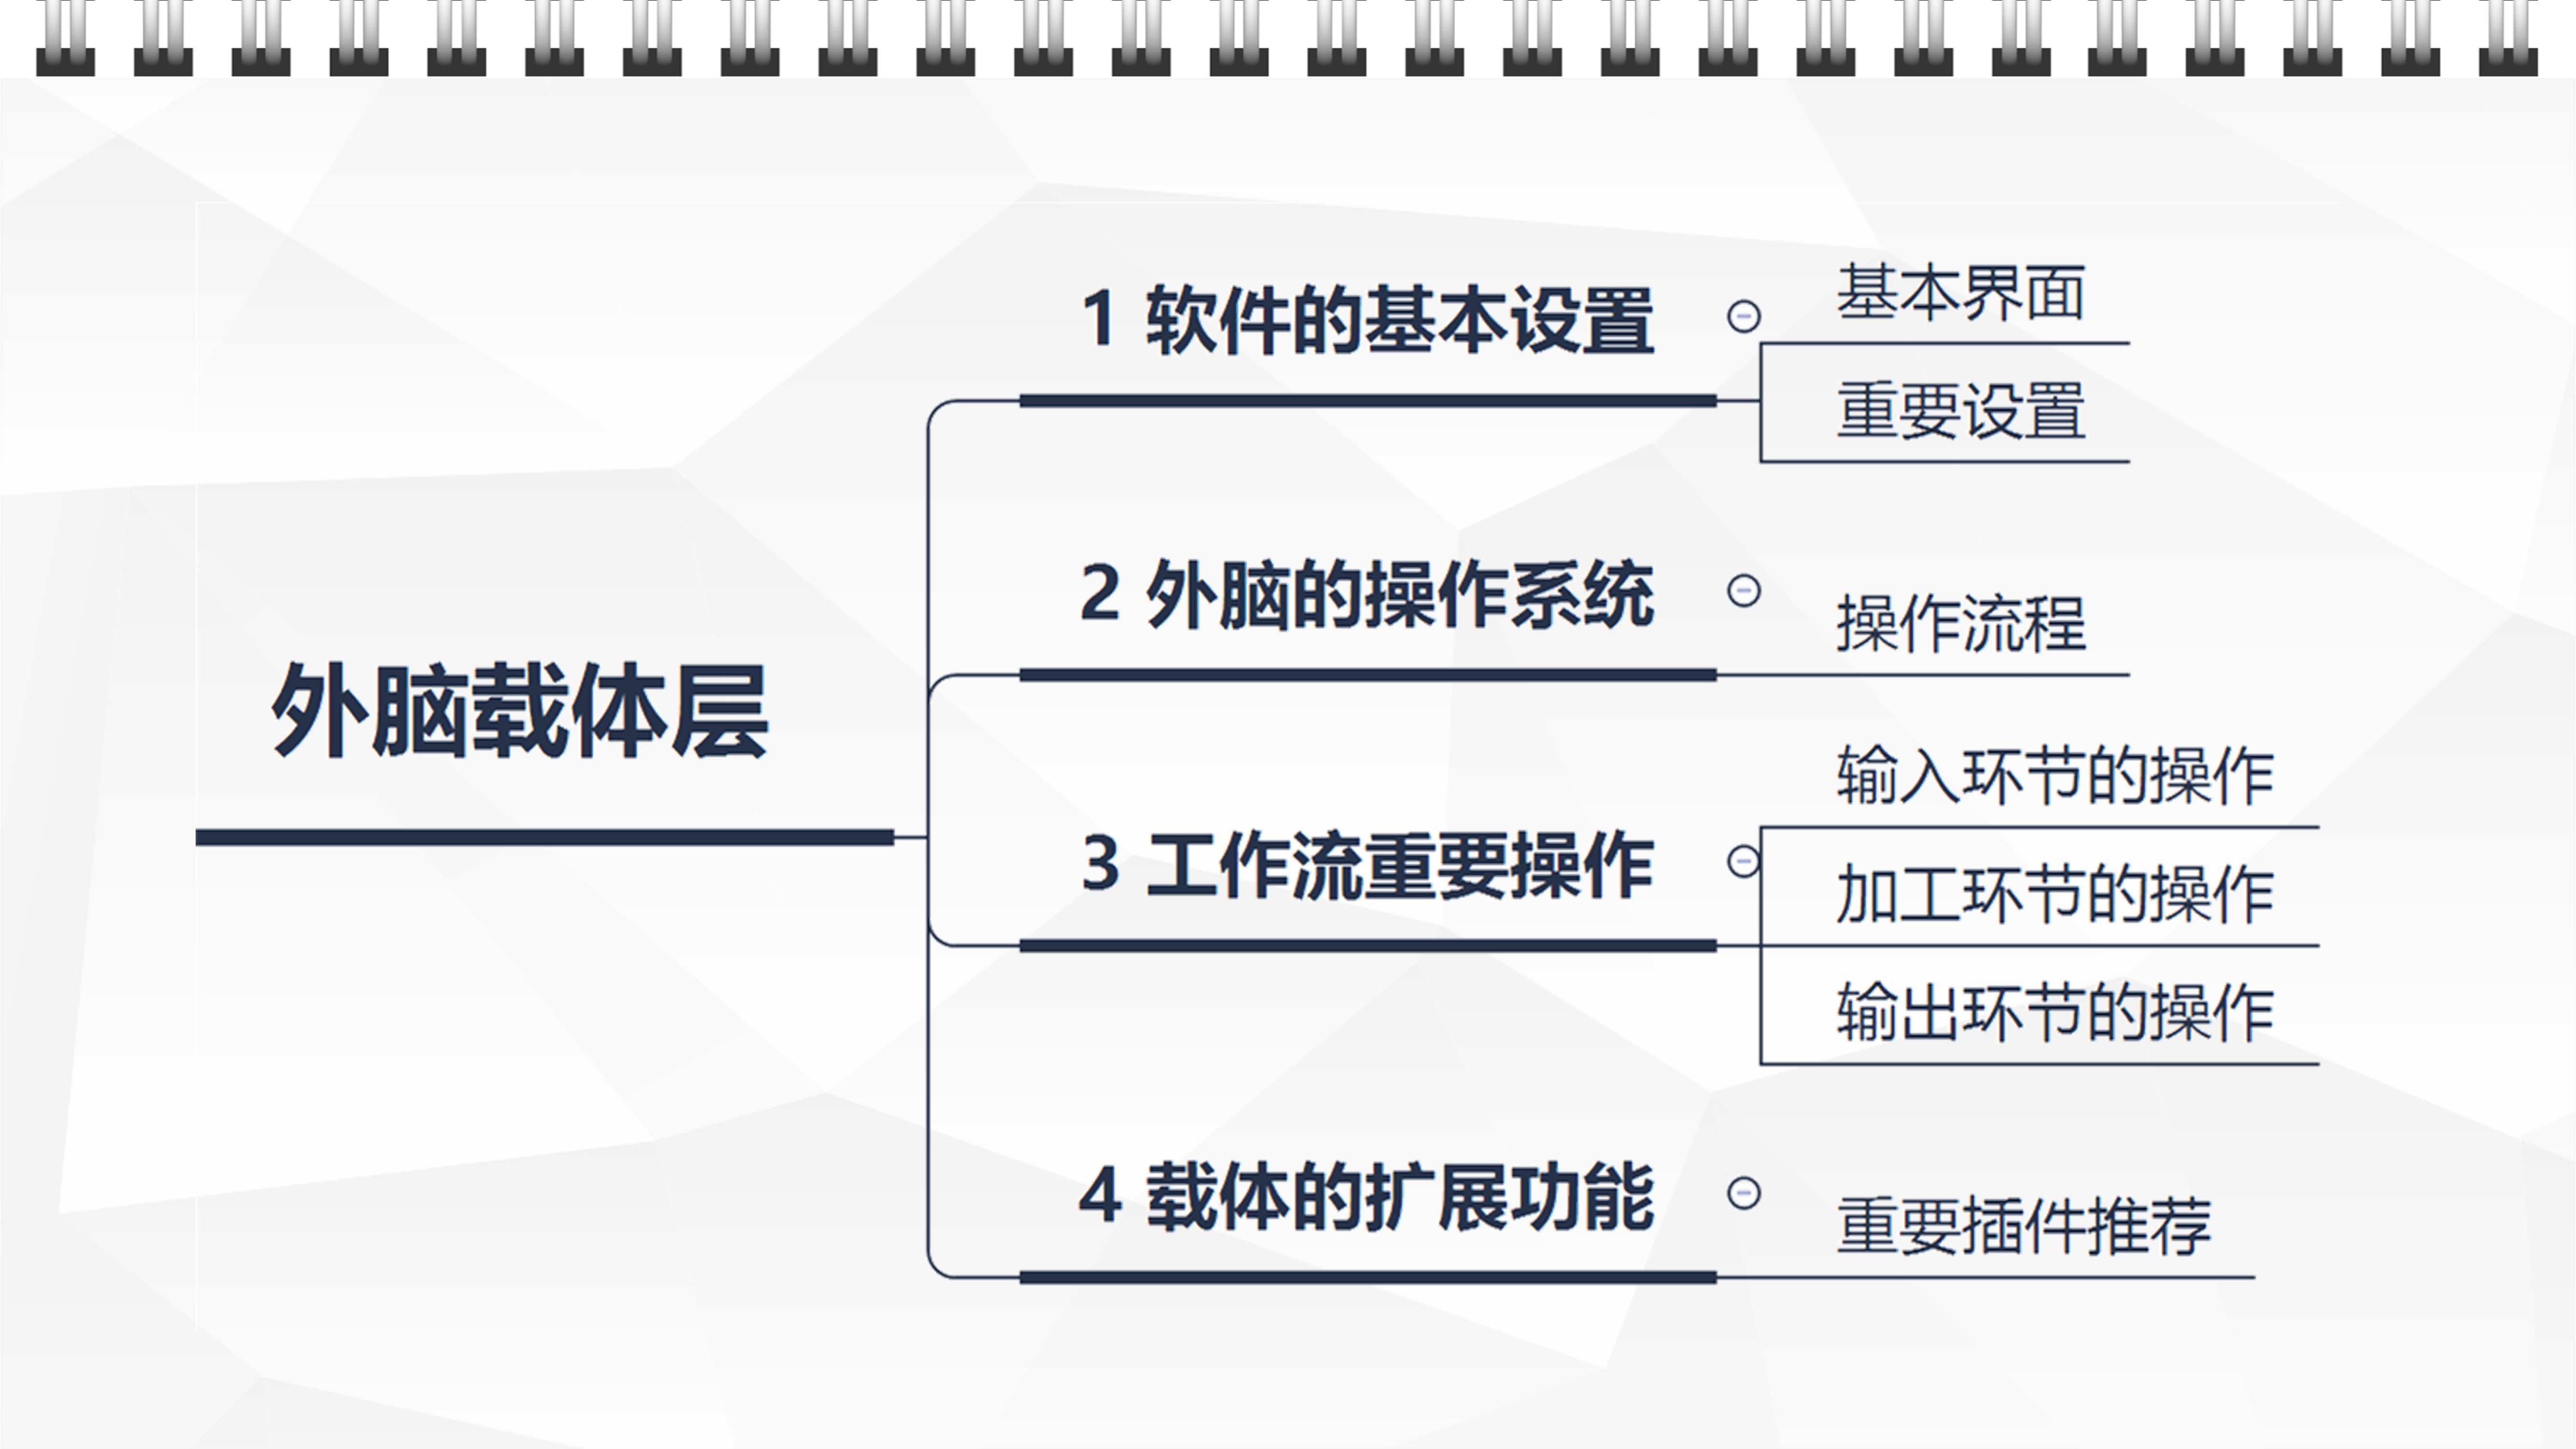 外脑载体层
1 软件的基本设置
基本界面
重要设置
2 外脑的操作系统
操作流程
3 工作流重要操作
输入环节的操作
加工环节的操作
输出环节的操作
4 载体的扩展功能
重要插件推荐